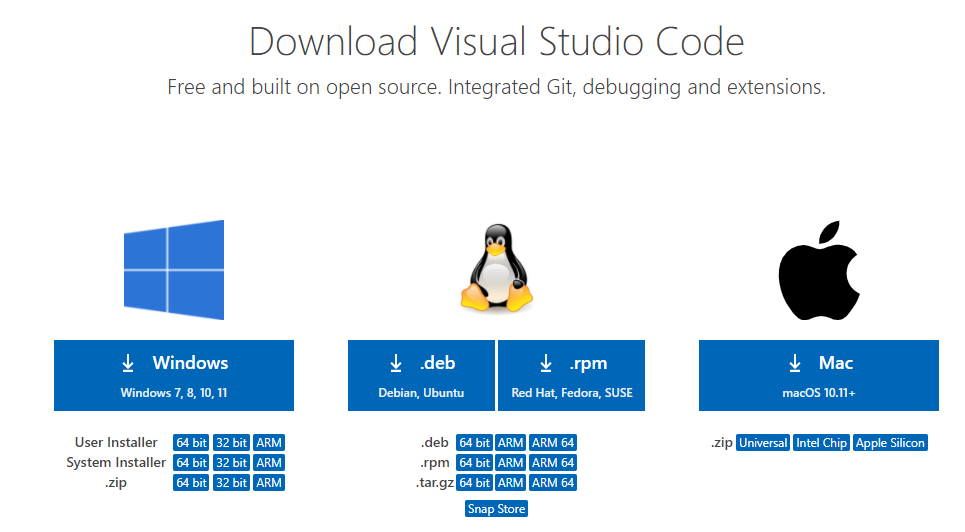 Download Visual Studio Code
Free and built on open source. Integrated Git, debugging and extensions.
Windows
Windows 7, 8, 10, 11
User Installer 64 bit 32 bit ARM
System Installer 64 bit 32 bit ARM
.zip 64 bit 32 bit ARM
.deb
Debian, Ubuntu
.rpm
Red Hat, Fedora, SUSE
.deb 64 bit ARM ARM 64
.rpm 64 bit ARM ARM 64
.tar.gz 64 bit ARM ARM 64
Snap Store
Mac
macOS 10.11+
.zip Universal Intel Chip Apple Silicon